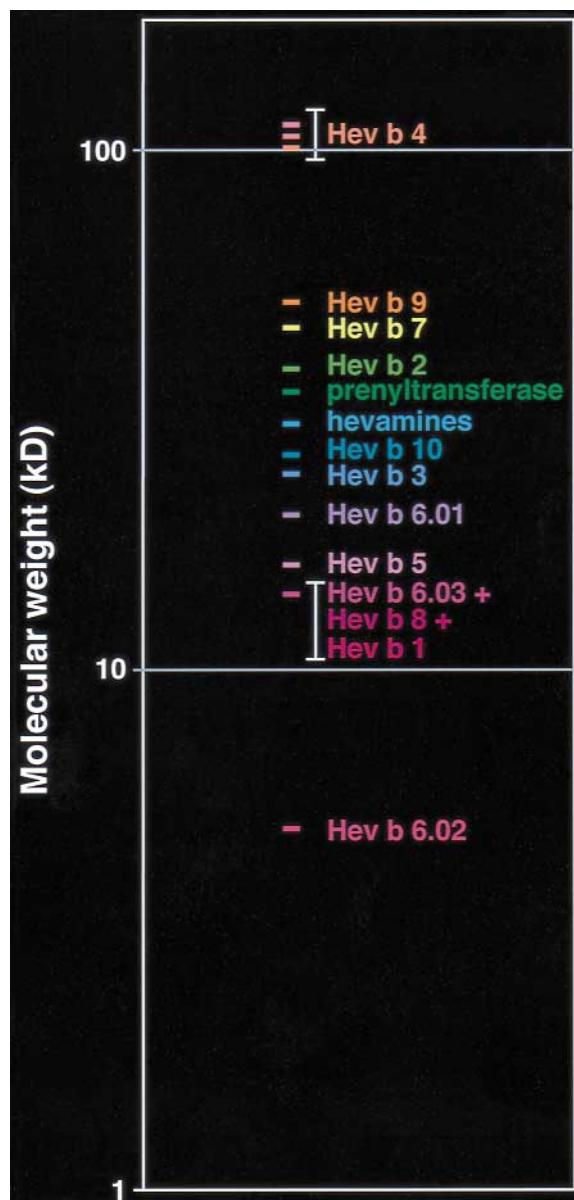 100
Hev b 4
Hev b 9
Hev b 7
Hev b 2
prenyltransferase
hevamines
Hev b 10
Hev b 3
Hev b 6.01
Hev b 5
Hev b 6.03 +
Hev b 8 +
Hev b 1
10
Hev b 6.02
1
Molecular weight (kD)